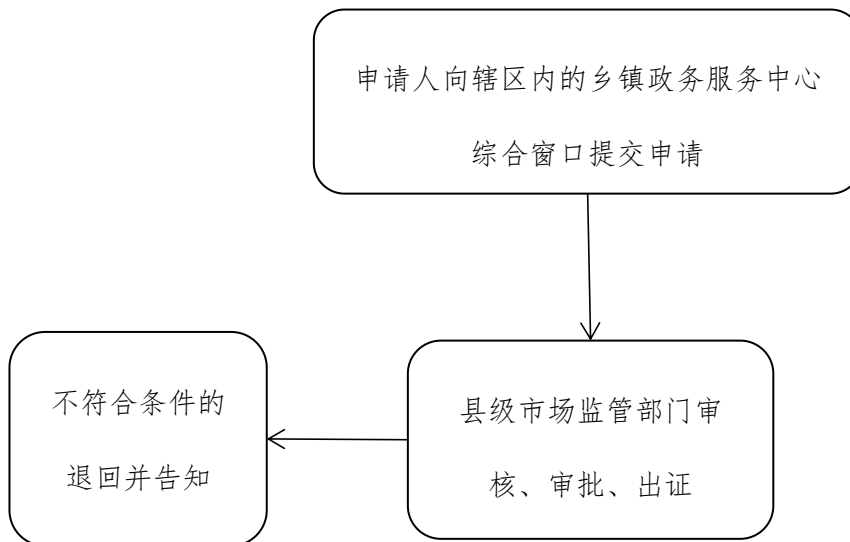 申请人向辖区内的乡镇政务服务中心
综合窗口提交申请
不符合条件的
退回并告知
县级市场监管部门审
核、审批、出证